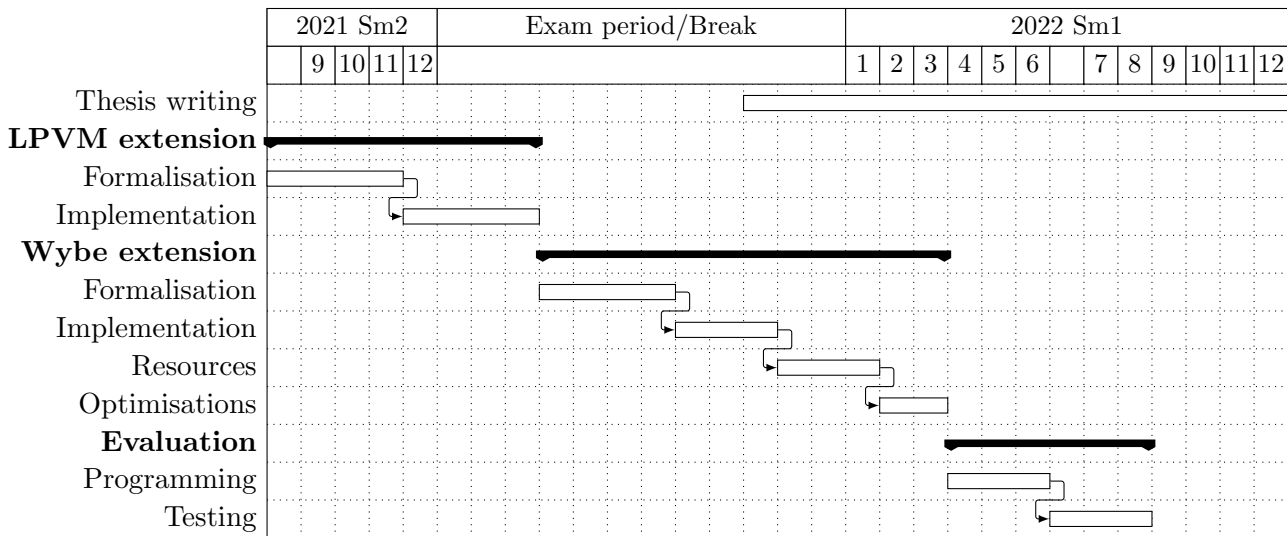 2021 Sm2 Exam period/Break 2022 Sm1
9 10 11 12 1 2 3 4 5 6 7 8 9 10 11 12
Thesis writing
LPVM extension
Formalisation
Implementation
Wybe extension
Formalisation
Implementation
Resources
Optimisations
Evaluation
Programming
Testing